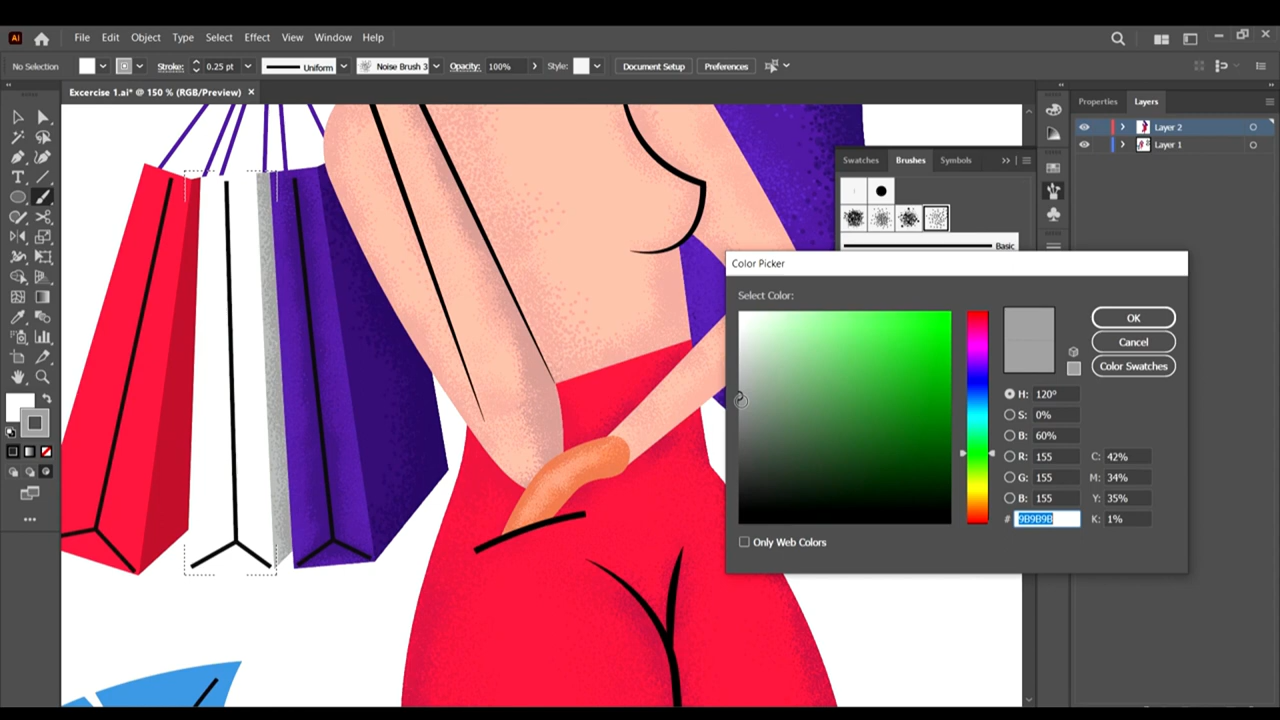 Ai File Edit Object Type Select Effect View Window Help
No Selection Stroke: 0.25 pt Uniform Noise Brush 3 Opacity: 100% Style: Document Setup Preferences
Excercise 1.ai* @ 150 % (RGB/Preview) ×
Properties Layers
Layer 2
Layer 1
Swatches Brushes Symbols
Basic
Color Picker
Select Color:
OK
Cancel
Color Swatches
H: 120°
S: 0%
B: 60%
R: 155 C: 42%
G: 155 M: 34%
B: 155 Y: 35%
# 9B9B9B K: 1%
Only Web Colors